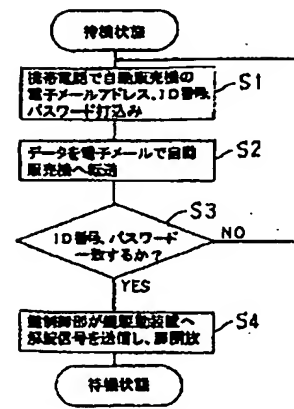 待機状態
携帯電話で自動販売機の
電子メールアドレス、ID番号、
パスワード打込み
S1
データを電子メールで自動
販売機へ転送
S2
S3
ID番号、パスワード
一致するか?
NO
YES
錠制御部が錠駆動装置へ
解錠信号を送信し、扉開放
S4
待機状態